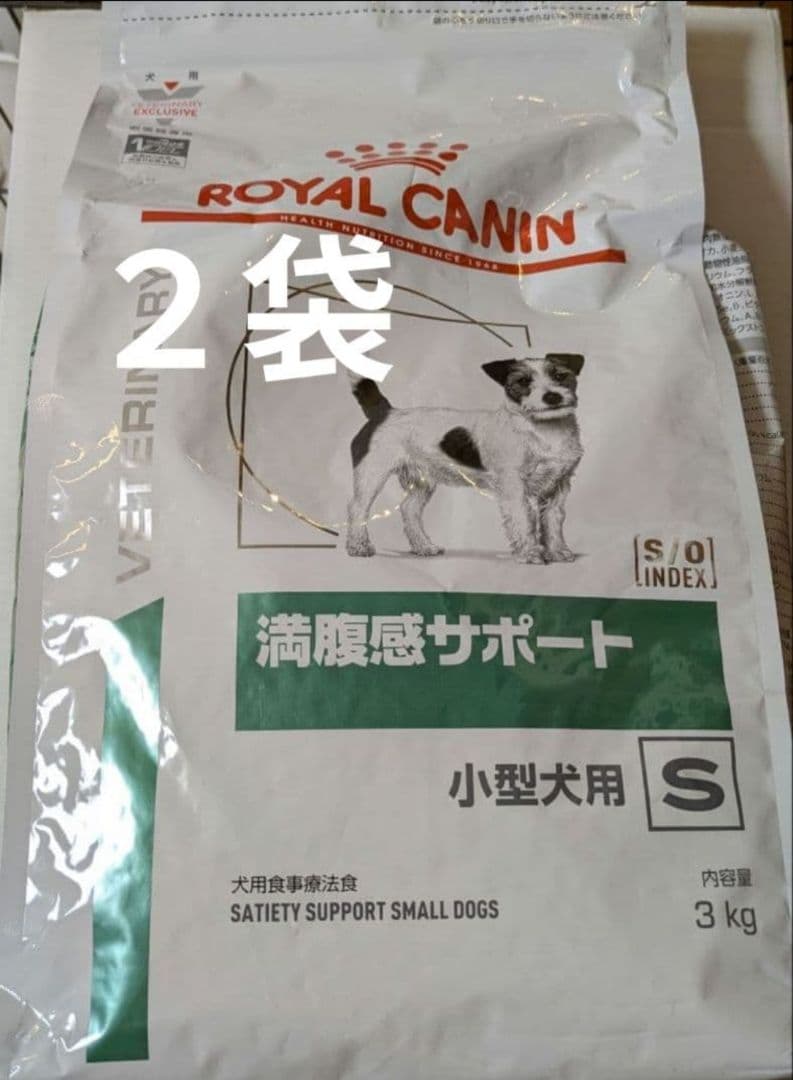 犬 用
VETERINARY
EXCLUSIVE
ROYAL CANIN
HEALTH NUTRITION SINCE 1968
2袋
VETERINARY
S/O
INDEX
満腹感サポート
小型犬用 S
犬用食事療法食
SATIETY SUPPORT SMALL DOGS
内容量
3 kg